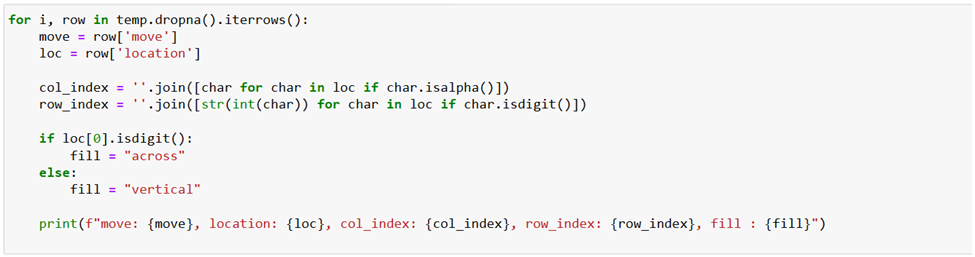 for i, row in temp.dropna().iterrows():
    move = row['move']
    loc = row['location']

    col_index = ''.join([char for char in loc if char.isalpha()])
    row_index = ''.join([str(int(char)) for char in loc if char.isdigit()])

    if loc[0].isdigit():
        fill = "across"
    else:
        fill = "vertical"

    print(f"move: {move}, location: {loc}, col_index: {col_index}, row_index: {row_index}, fill : {fill}")